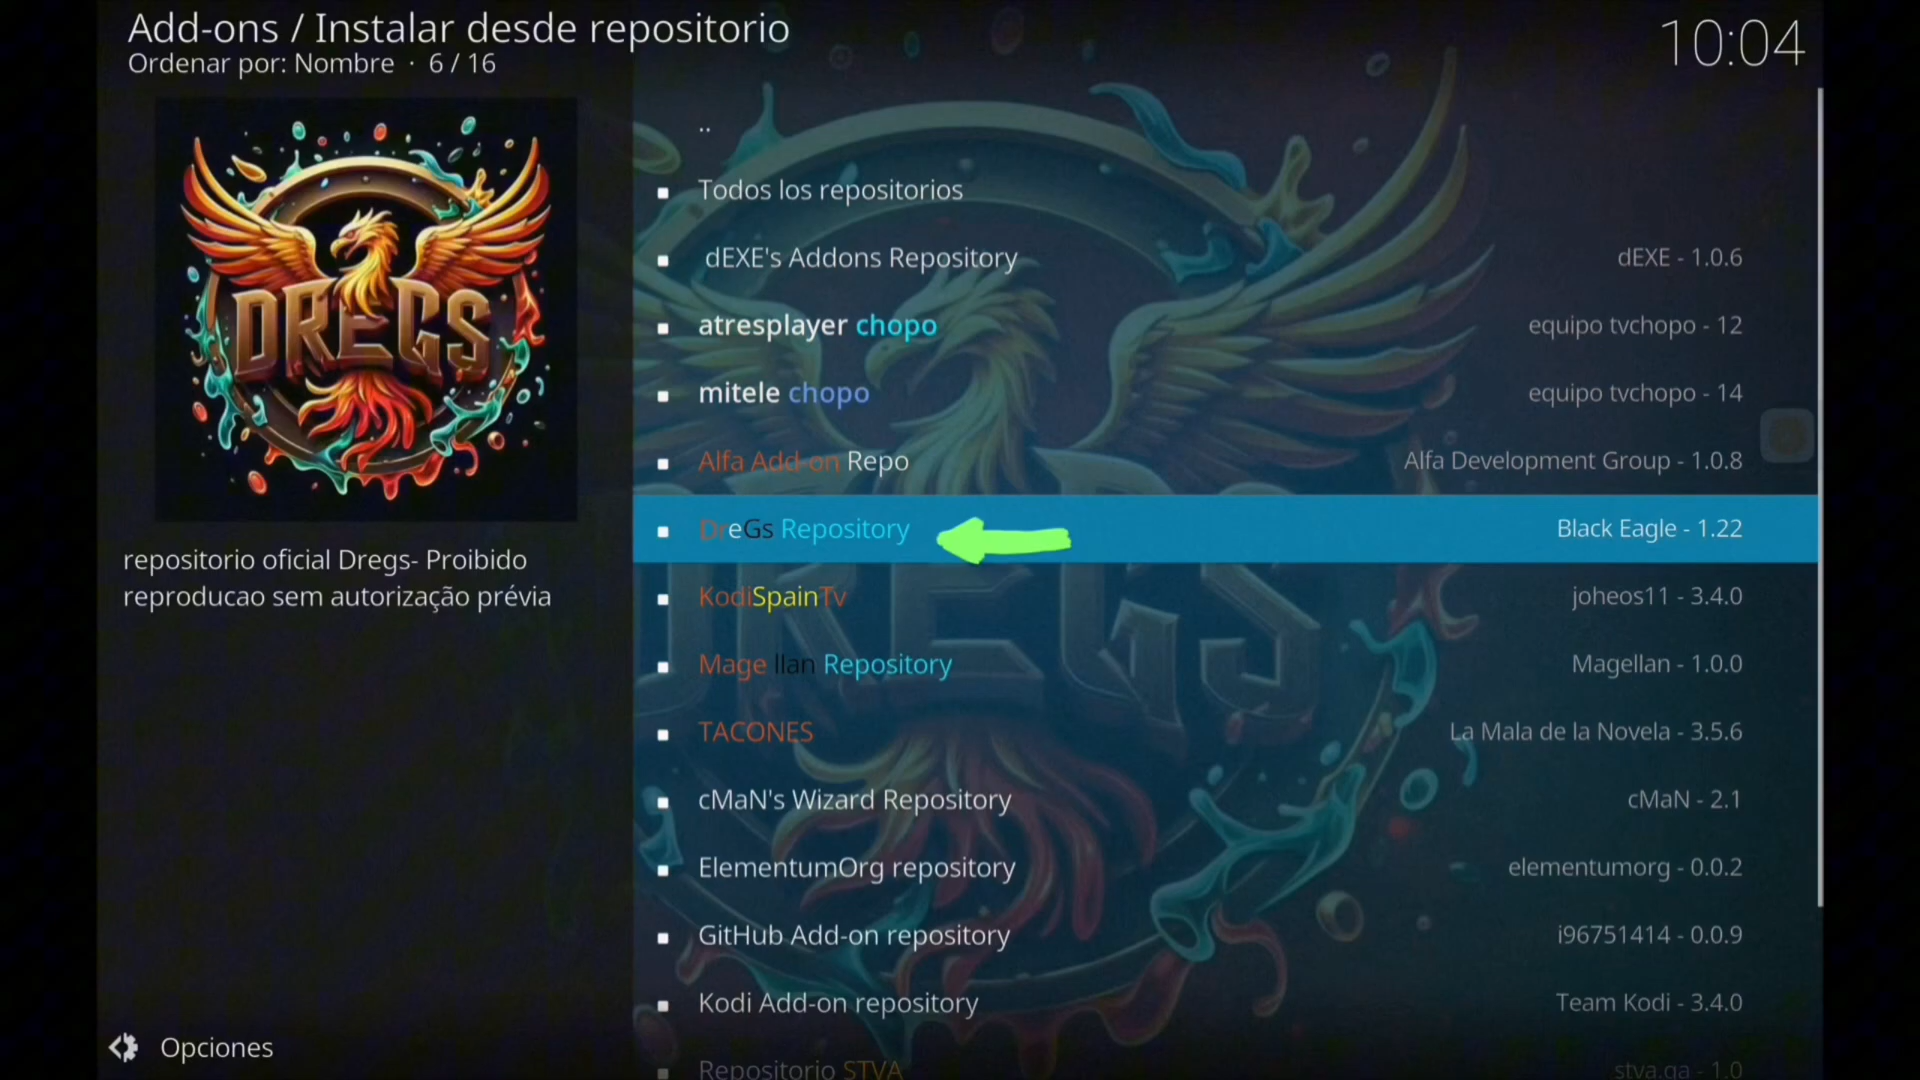 Add-ons / Instalar desde repositorio
Ordenar por: Nombre · 6 / 16
10:04
DREGS
repositorio oficial Dregs- Proibido
reproducao sem autorização prévia
..
Todos los repositorios
dEXE's Addons Repository dEXE - 1.0.6
atresplayer chopo equipo tvchopo - 12
mitele chopo equipo tvchopo - 14
Alfa Add-on Repo Alfa Development Group - 1.0.8
DreGs Repository Black Eagle - 1.22
KodiSpainTv joheos11 - 3.4.0
Mage llan Repository Magellan - 1.0.0
TACONES La Mala de la Novela - 3.5.6
cMaN's Wizard Repository cMaN - 2.1
ElementumOrg repository elementumorg - 0.0.2
GitHub Add-on repository i96751414 - 0.0.9
Kodi Add-on repository Team Kodi - 3.4.0
Repositorio STVA stva.ga - 1.0
Opciones
DREGS